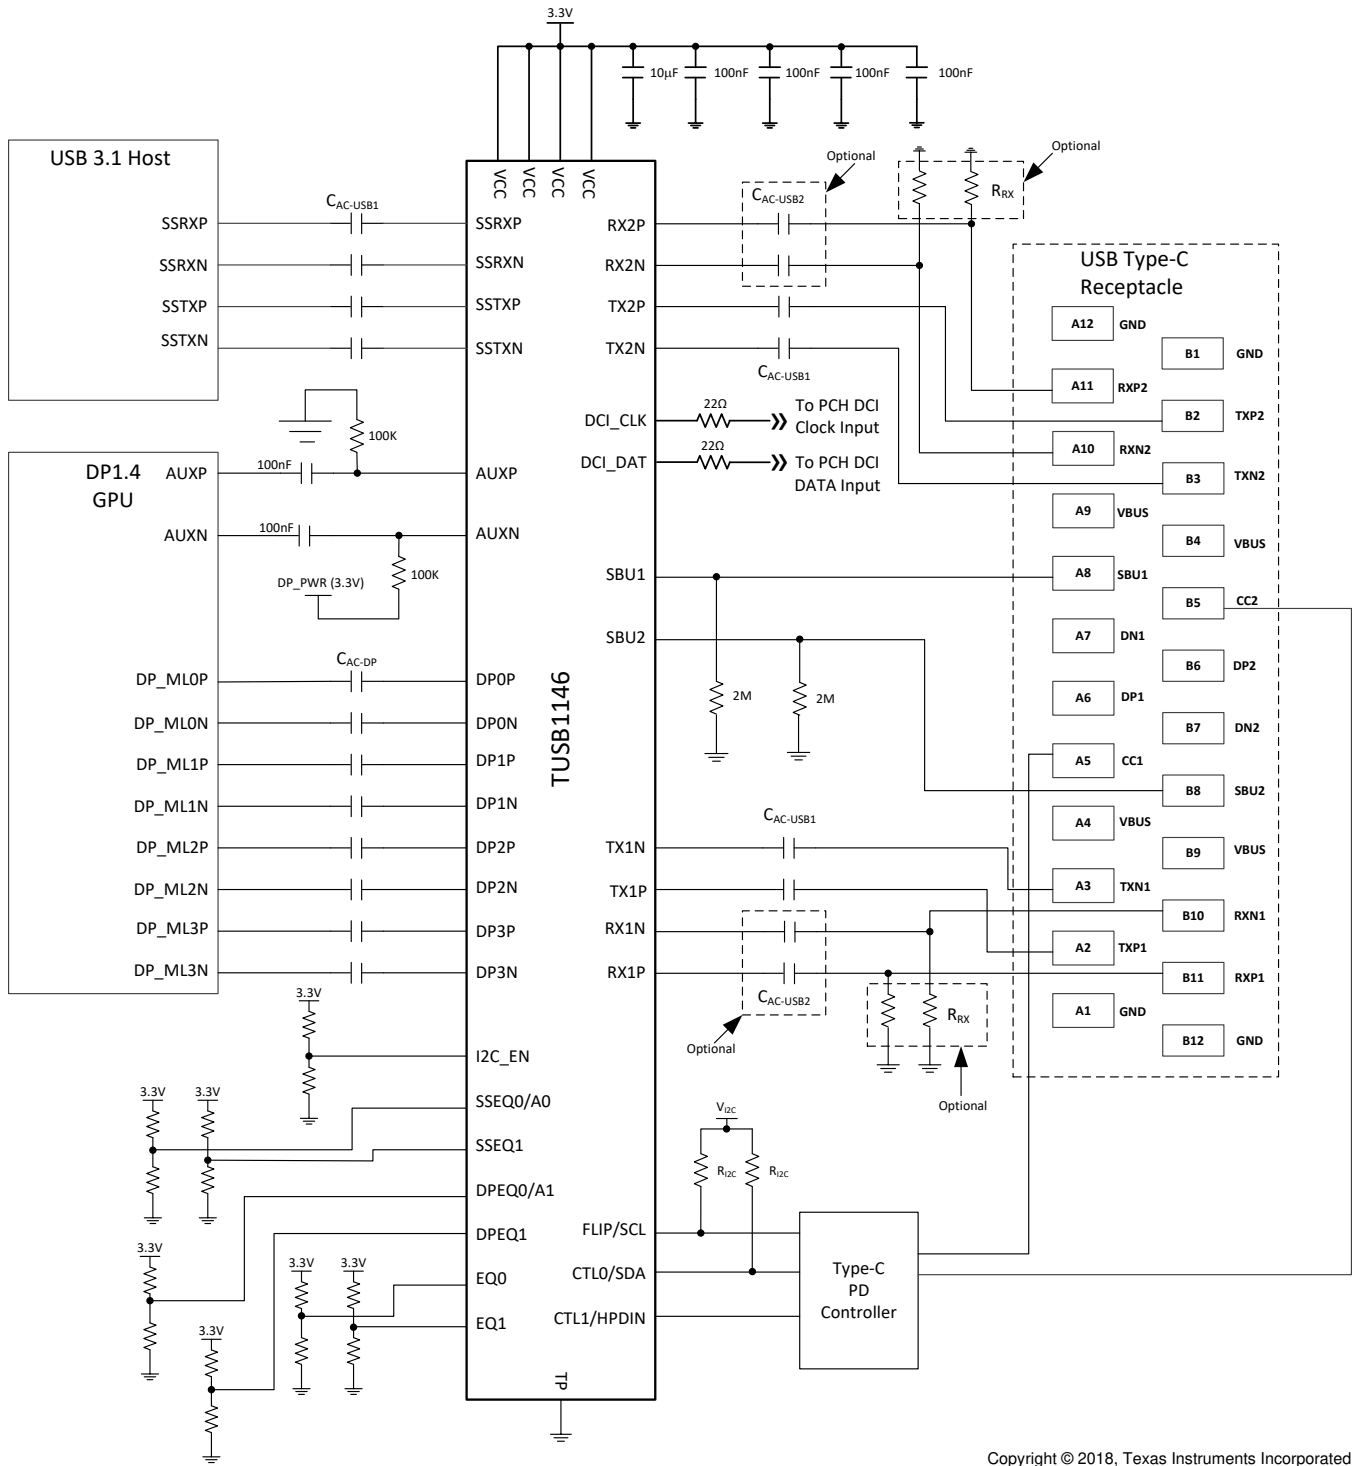 3.3V
10µF
100nF
100nF
100nF
100nF
USB 3.1 Host
SSRXP
SSRXN
SSTXP
SSTXN
CAC-USB1
VCC
VCC
VCC
VCC
SSRXP
SSRXN
SSTXP
SSTXN
RX2P
RX2N
TX2P
TX2N
Optional
CAC-USB2
CAC-USB1
Optional
RRX
USB Type-C
Receptacle
A12 GND
B1 GND
A11 RXP2
B2 TXP2
A10 RXN2
B3 TXN2
A9 VBUS
B4 VBUS
A8 SBU1
B5 CC2
A7 DN1
B6 DP2
A6 DP1
B7 DN2
A5 CC1
B8 SBU2
A4 VBUS
B9 VBUS
A3 TXN1
B10 RXN1
A2 TXP1
B11 RXP1
A1 GND
B12 GND
DCI_CLK
22Ω
To PCH DCI
Clock Input
DCI_DAT
22Ω
To PCH DCI
DATA Input
DP1.4
GPU
AUXP
AUXN
100nF
100K
100nF
100K
DP_PWR (3.3V)
AUXP
AUXN
SBU1
SBU2
2M
2M
TUSB1146
CAC-DP
DP_ML0P
DP_ML0N
DP_ML1P
DP_ML1N
DP_ML2P
DP_ML2N
DP_ML3P
DP_ML3N
DP0P
DP0N
DP1P
DP1N
DP2P
DP2N
DP3P
DP3N
TX1N
TX1P
RX1N
RX1P
CAC-USB1
CAC-USB2
Optional
RRX
Optional
3.3V
I2C_EN
3.3V
3.3V
SSEQ0/A0
SSEQ1
DPEQ0/A1
DPEQ1
3.3V
3.3V
3.3V
3.3V
EQ0
EQ1
TP
VI2C
RI2C
RI2C
FLIP/SCL
CTL0/SDA
CTL1/HPDIN
Type-C
PD
Controller
Copyright © 2018, Texas Instruments Incorporated